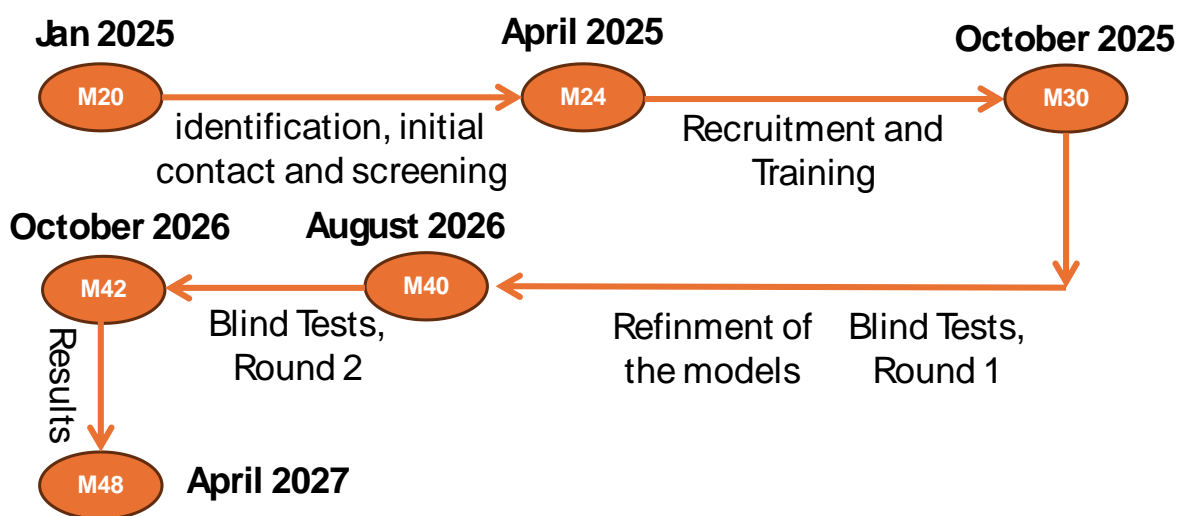 Jan 2025
April 2025
October 2025
M20
M24
M30
identification, initial
contact and screening
Recruitment and
Training
October 2026
August 2026
M42
M40
Blind Tests,
Round 2
Refinment of
the models
Blind Tests,
Round 1
Results
M48
April 2027